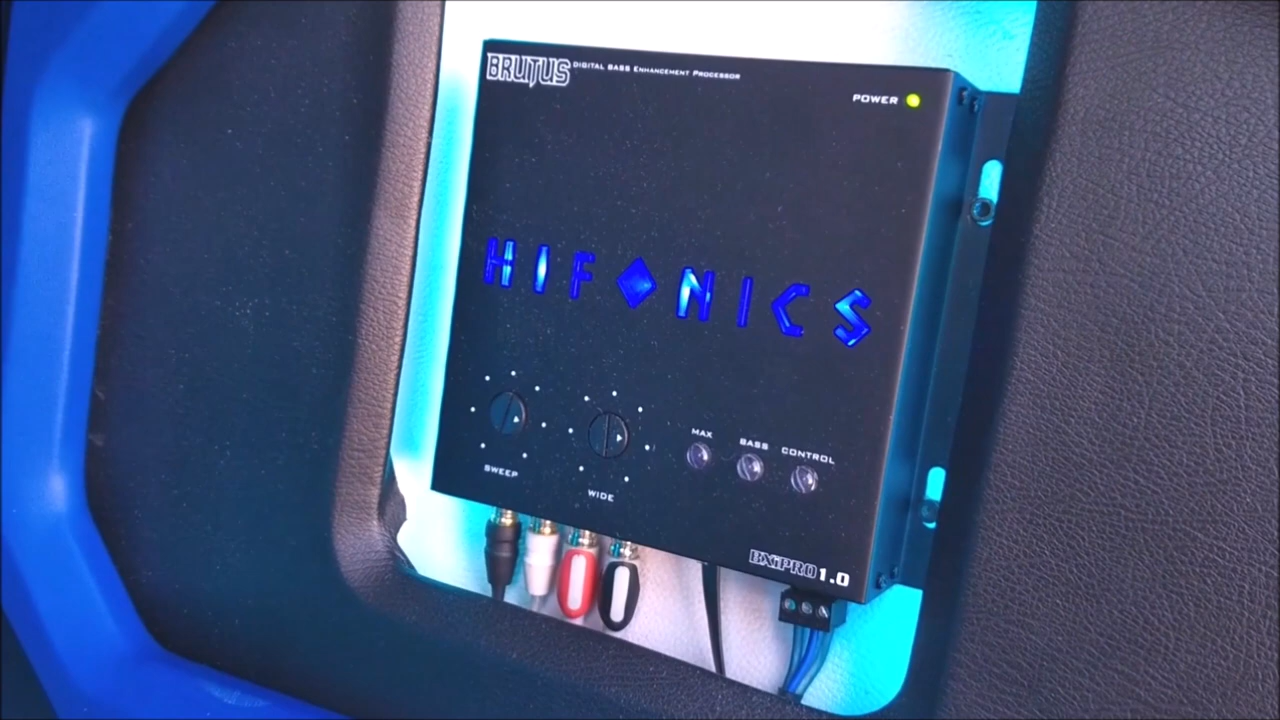 BRUTUS DIGITAL BASS ENHANCEMENT PROCESSOR
POWER
HIFONICS
MAX BASS CONTROL
SWEEP
WIDE
BXIPRO1.0